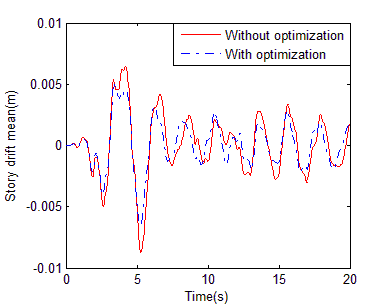 0.01
Without optimization
With optimization
0.005
0
-0.005
-0.01
Story drift mean(m)
0 5 10 15 20
Time(s)